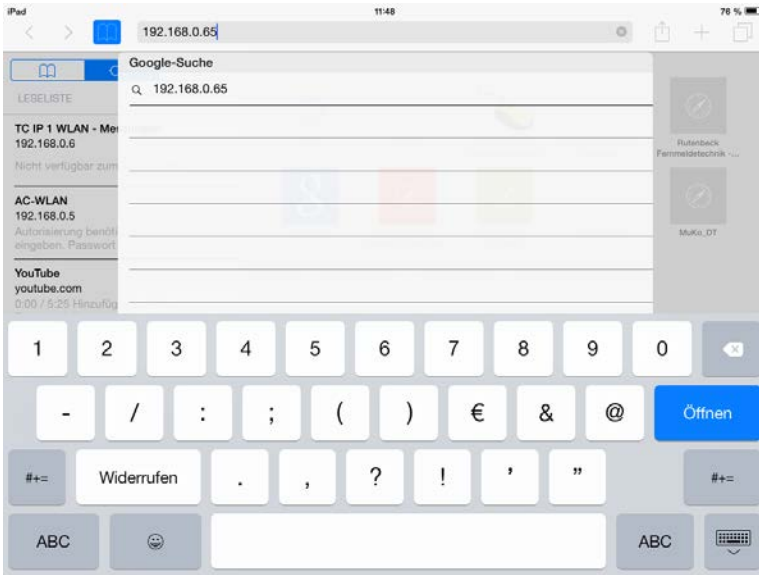 iPad 11:48 76 %
192.168.0.65
Google-Suche
192.168.0.65
LESELISTE
TC IP 1 WLAN - Me
192.168.0.6
Nicht verfügbar zum
AC-WLAN
192.168.0.5
Autorisierung benöti
eingeben. Passwort
YouTube
youtube.com
0:00 / 5:25 Hinzufüg
Rutenbeck
Fernmeldetechnik -...
MuKo_DT
1 2 3 4 5 6 7 8 9 0
- / : ; ( ) € & @ Öffnen
#+= Widerrufen . , ? ! ’ ” #+=
ABC ABC